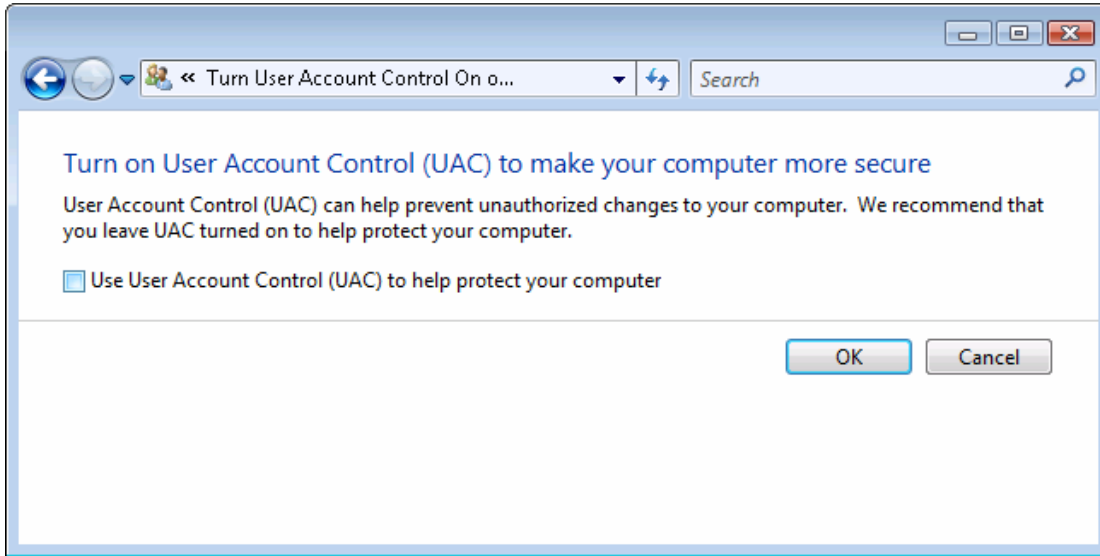 « Turn User Account Control On o...
Search
Turn on User Account Control (UAC) to make your computer more secure
User Account Control (UAC) can help prevent unauthorized changes to your computer.  We recommend that
you leave UAC turned on to help protect your computer.
Use User Account Control (UAC) to help protect your computer
OK
Cancel